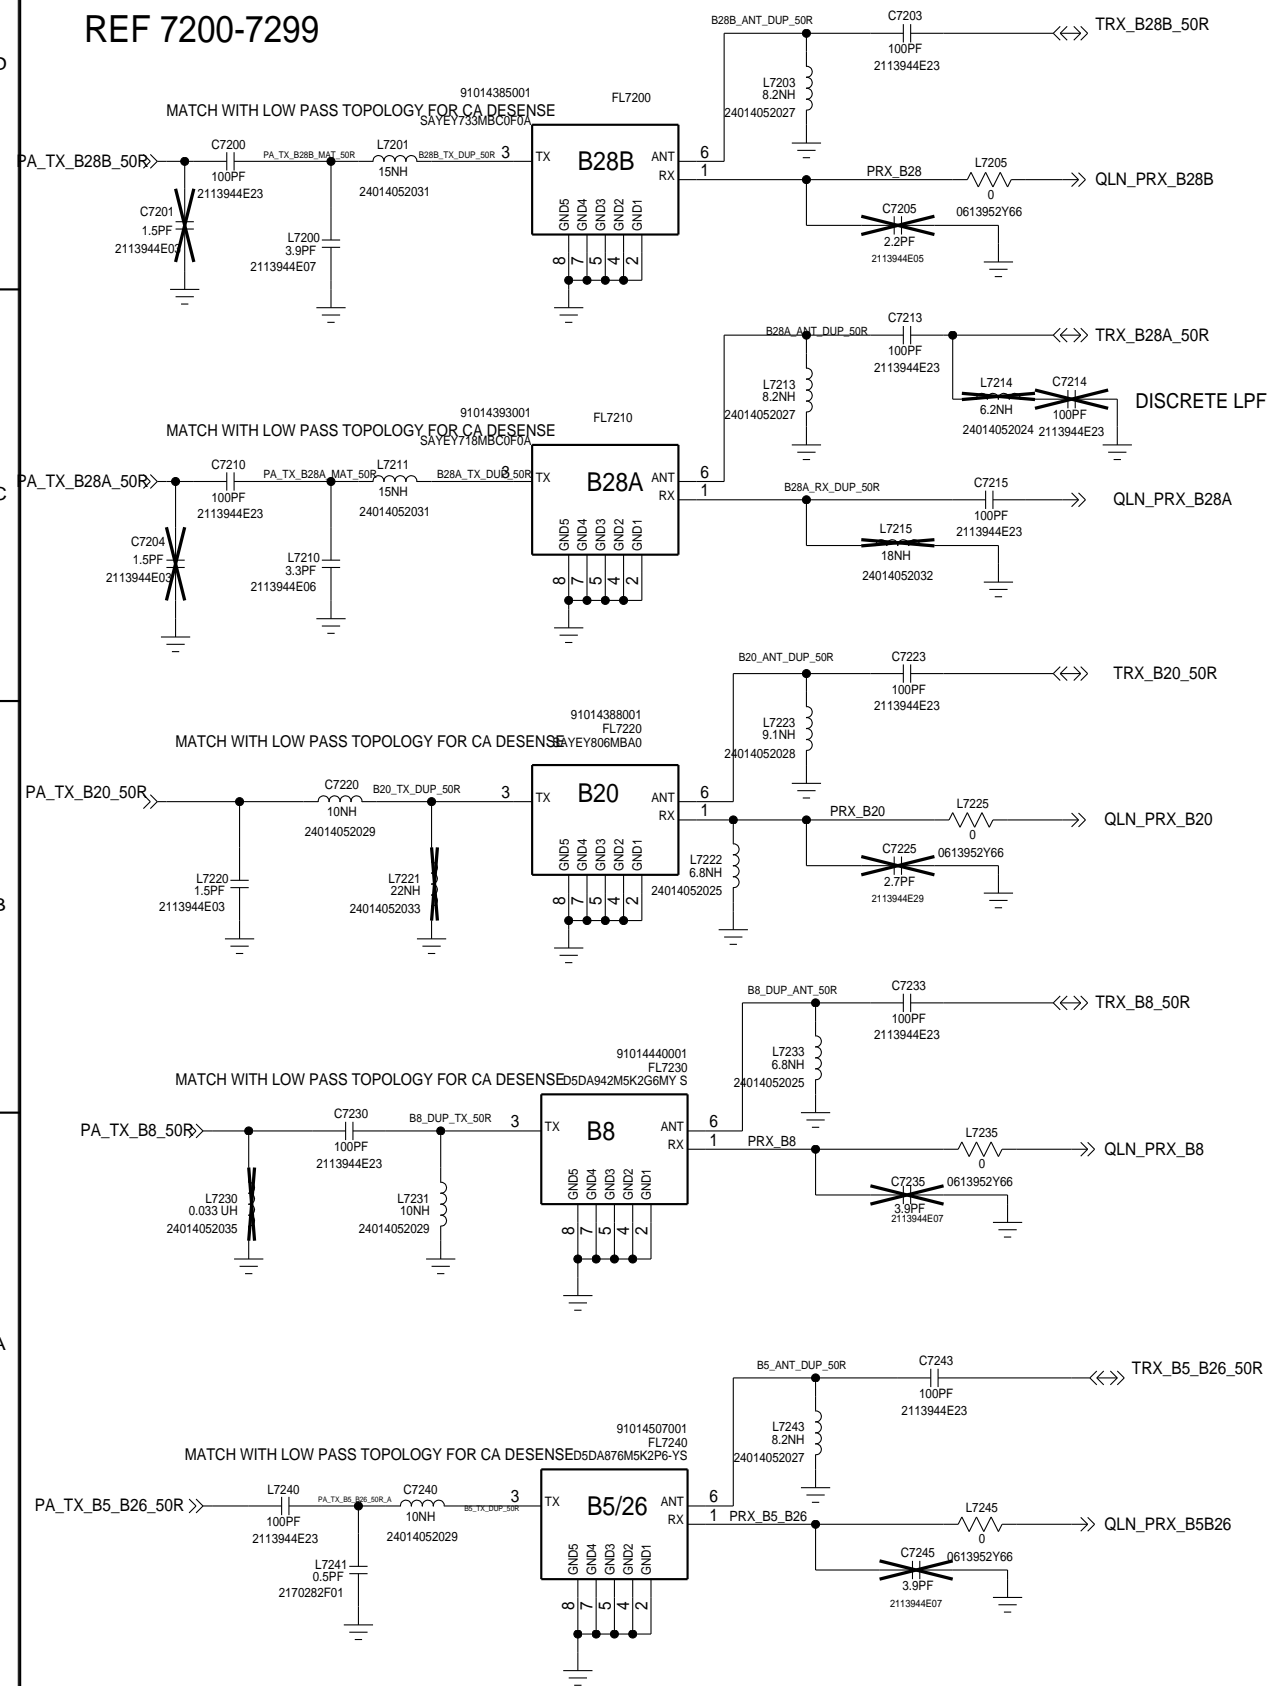 REF 7200-7299
D
C
B
A
B28B_ANT_DUP_50R
C7203
100PF
2113944E23
TRX_B28B_50R
L7203
8.2NH
24014052027
91014385001
FL7200
MATCH WITH LOW PASS TOPOLOGY FOR CA DESENSE
SAYEY733MBC0F0A
PA_TX_B28B_50R
C7200
100PF
2113944E23
PA_TX_B28B_MAT_50R
L7201
15NH
24014052031
B28B_TX_DUP_50R
3
TX
B28B
ANT
RX
6
1
GND5
GND4
GND3
GND2
GND1
8
7
5
4
2
C7201
1.5PF
2113944E03
L7200
3.9PF
2113944E07
PRX_B28
L7205
0
0613952Y66
QLN_PRX_B28B
C7205
2.2PF
2113944E05
B28A_ANT_DUP_50R
C7213
100PF
2113944E23
TRX_B28A_50R
L7213
8.2NH
24014052027
L7214
6.2NH
24014052024
C7214
100PF
2113944E23
DISCRETE LPF
91014393001
FL7210
MATCH WITH LOW PASS TOPOLOGY FOR CA DESENSE
SAYEY718MBC0F0A
PA_TX_B28A_50R
C7210
100PF
2113944E23
PA_TX_B28A_MAT_50R
L7211
15NH
24014052031
B28A_TX_DUP_50R
3
TX
B28A
ANT
RX
6
1
GND5
GND4
GND3
GND2
GND1
8
7
5
4
2
C7204
1.5PF
2113944E03
L7210
3.3PF
2113944E06
B28A_RX_DUP_50R
C7215
100PF
2113944E23
QLN_PRX_B28A
L7215
18NH
24014052032
B20_ANT_DUP_50R
C7223
100PF
2113944E23
TRX_B20_50R
L7223
9.1NH
24014052028
91014388001
FL7220
MATCH WITH LOW PASS TOPOLOGY FOR CA DESENSE
SAYEY806MBA0
PA_TX_B20_50R
C7220
10NH
24014052029
B20_TX_DUP_50R
3
TX
B20
ANT
RX
6
1
GND5
GND4
GND3
GND2
GND1
8
7
5
4
2
L7220
1.5PF
2113944E03
L7221
22NH
24014052033
L7222
6.8NH
24014052025
PRX_B20
L7225
0
0613952Y66
QLN_PRX_B20
C7225
2.7PF
2113944E29
B8_DUP_ANT_50R
C7233
100PF
2113944E23
TRX_B8_50R
L7233
6.8NH
24014052025
91014440001
FL7230
MATCH WITH LOW PASS TOPOLOGY FOR CA DESENSE
D5DA942M5K2G6MY S
PA_TX_B8_50R
C7230
100PF
2113944E23
B8_DUP_TX_50R
3
TX
B8
ANT
RX
6
1
GND5
GND4
GND3
GND2
GND1
8
7
5
4
2
L7230
0.033 UH
24014052035
L7231
10NH
24014052029
PRX_B8
L7235
0
0613952Y66
QLN_PRX_B8
C7235
3.9PF
2113944E07
B5_ANT_DUP_50R
C7243
100PF
2113944E23
TRX_B5_B26_50R
L7243
8.2NH
24014052027
91014507001
FL7240
MATCH WITH LOW PASS TOPOLOGY FOR CA DESENSE
D5DA876M5K2P6-YS
PA_TX_B5_B26_50R
L7240
100PF
2113944E23
PA_TX_B5_B26_50R_A
C7240
10NH
24014052029
B5_TX_DUP_50R
3
TX
B5/26
ANT
RX
6
1
GND5
GND4
GND3
GND2
GND1
8
7
5
4
2
L7241
0.5PF
2170282F01
PRX_B5_B26
L7245
0
0613952Y66
QLN_PRX_B5B26
C7245
3.9PF
2113944E07